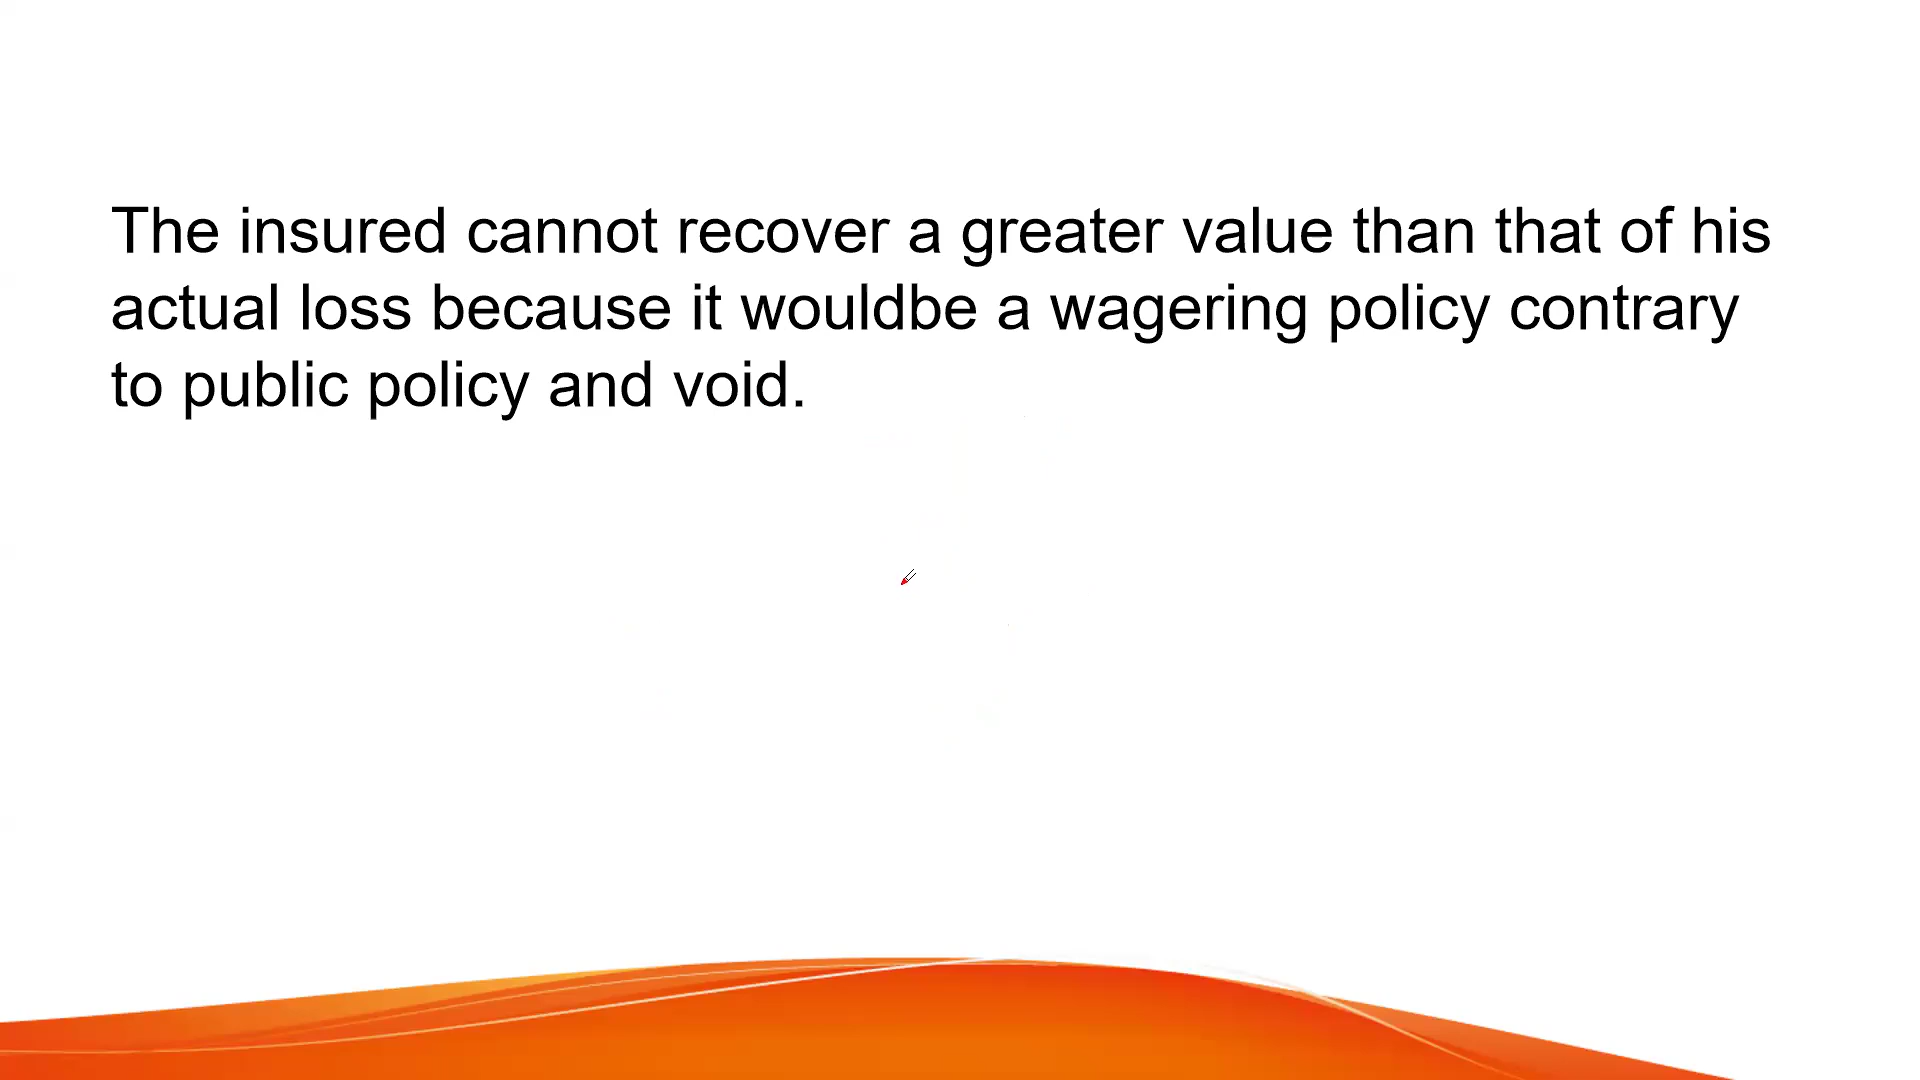 The insured cannot recover a greater value than that of his
actual loss because it wouldbe a wagering policy contrary
to public policy and void.